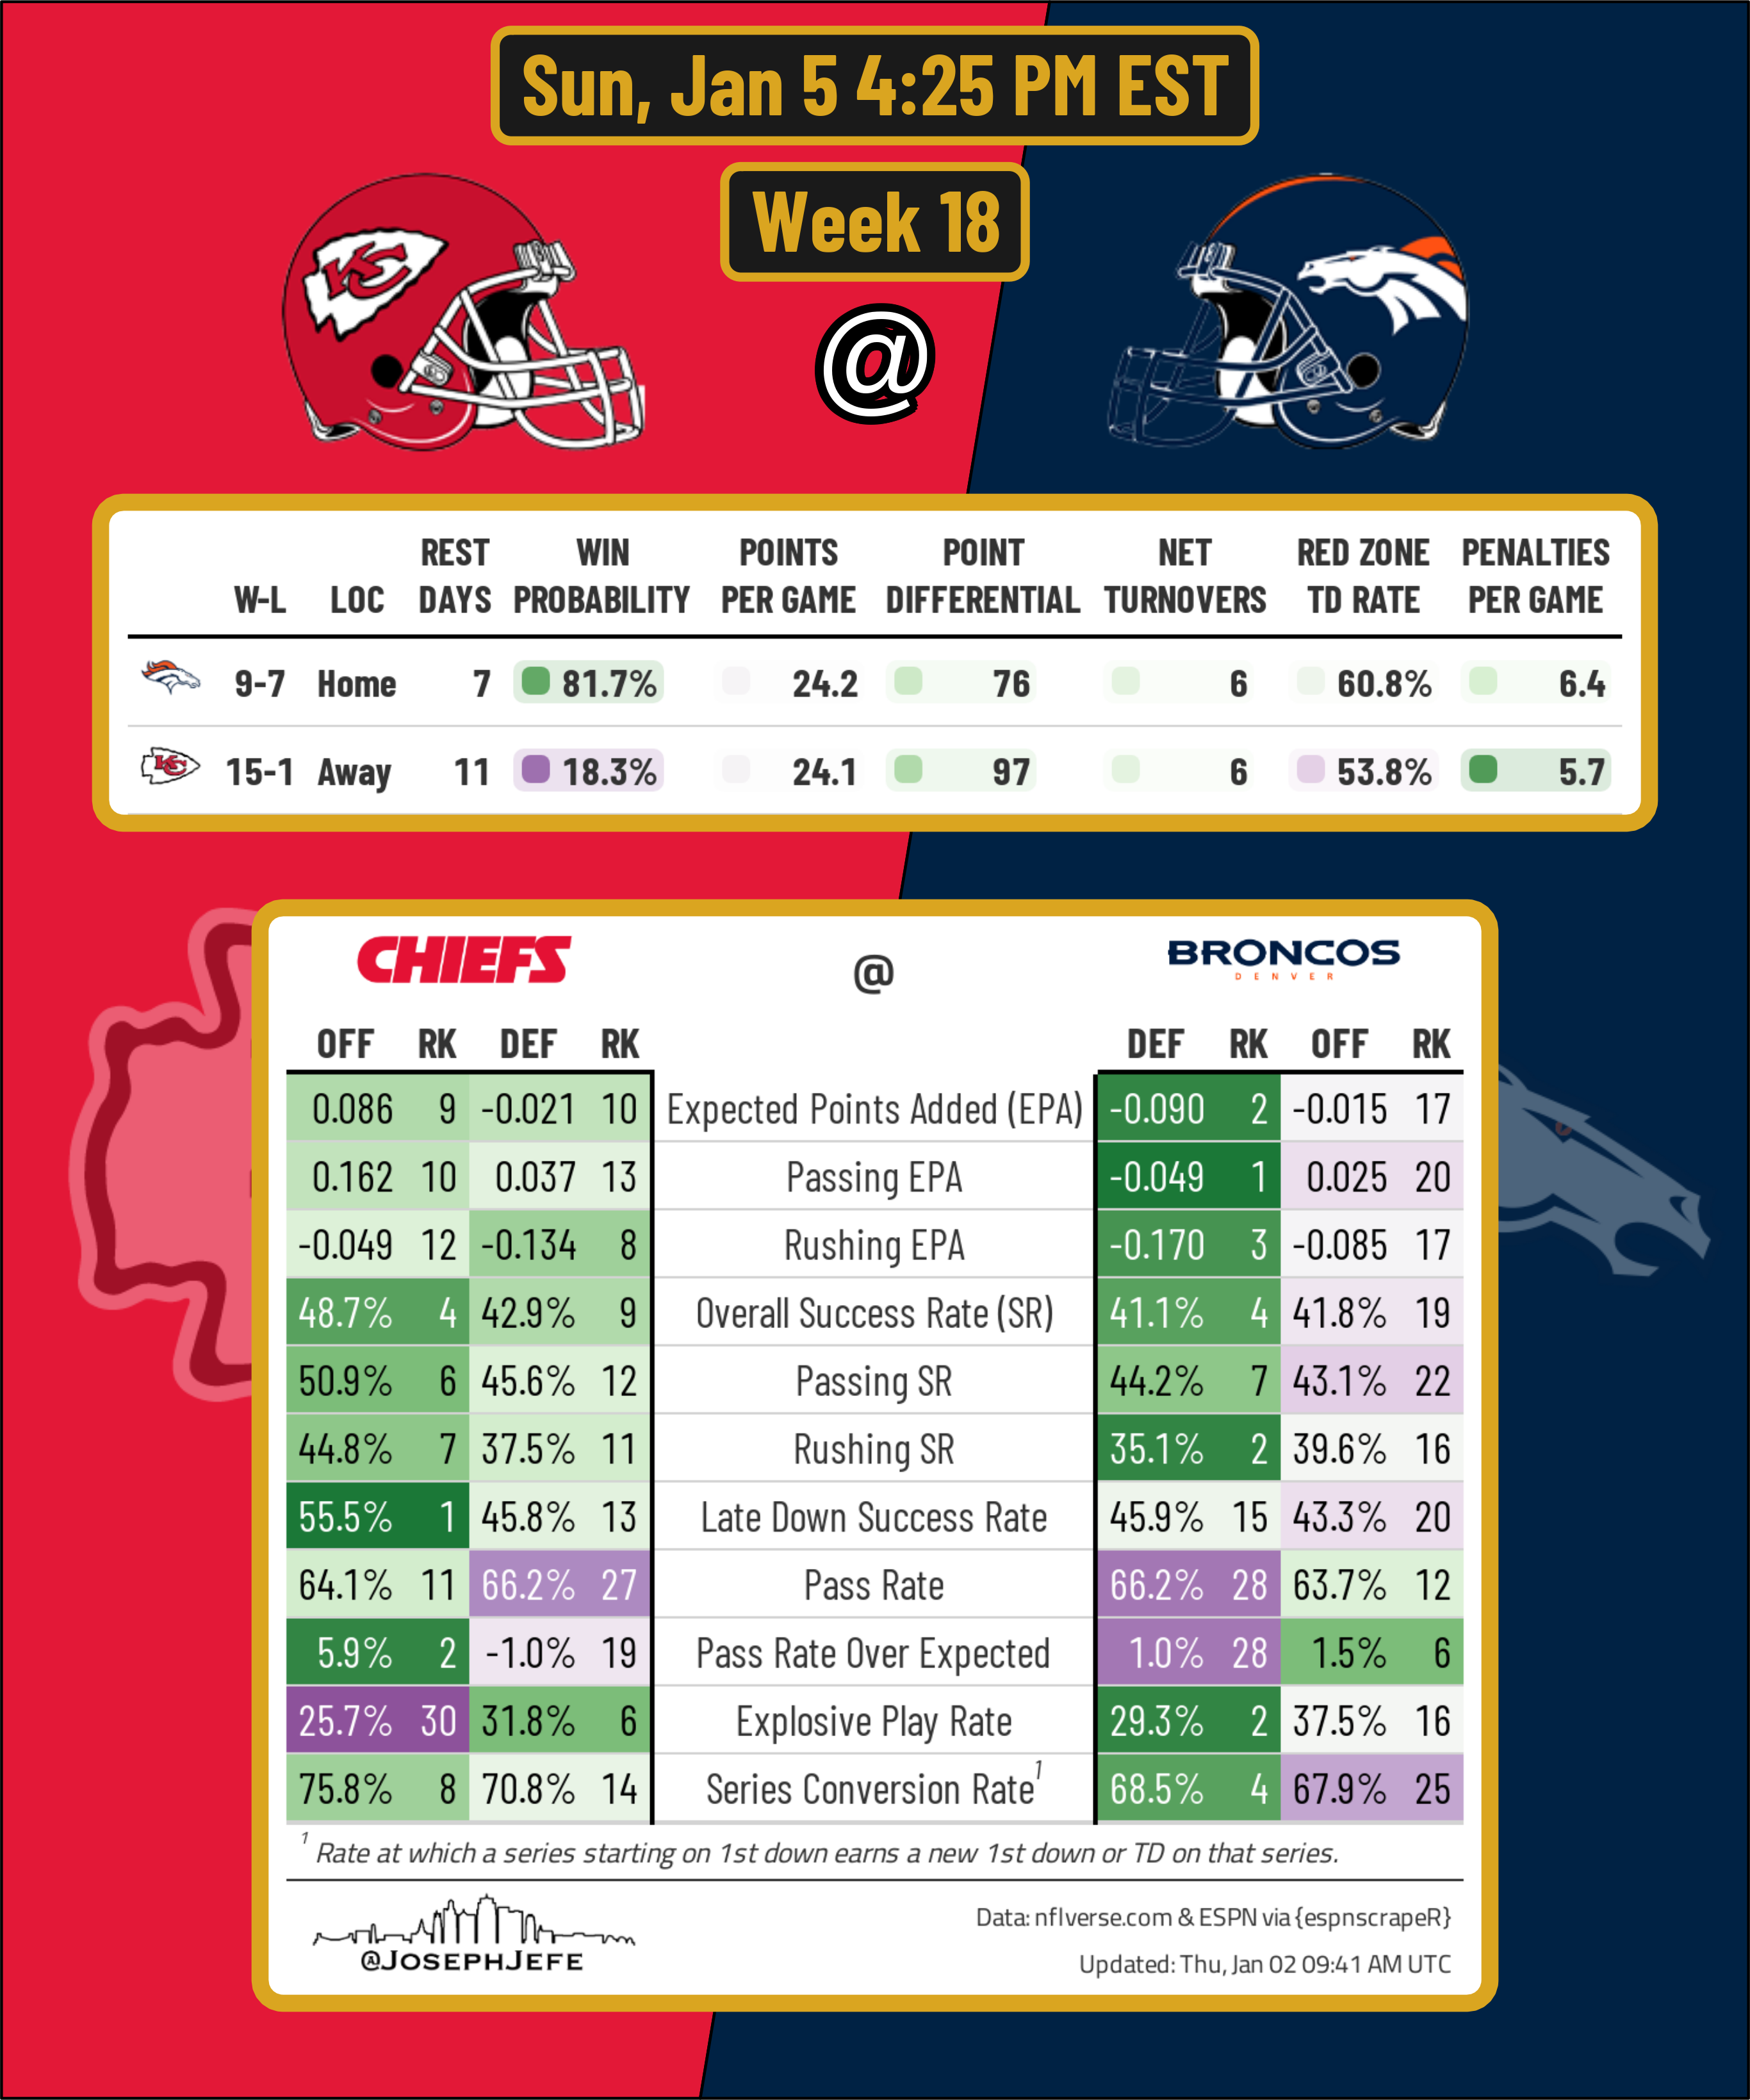 Sun, Jan 5 4:25 PM EST
Week 18
KC
@
REST WIN POINTS POINT NET RED ZONE PENALTIES
W-L LOC DAYS PROBABILITY PER GAME DIFFERENTIAL TURNOVERS TD RATE PER GAME
9-7 Home 7 81.7% 24.2 76 6 60.8% 6.4
KC 15-1 Away 11 18.3% 24.1 97 6 53.8% 5.7
CHIEFS @ BRONCOS
DENVER
OFF RK DEF RK DEF RK OFF RK
0.086 9 -0.021 10 Expected Points Added (EPA) -0.090 2 -0.015 17
0.162 10 0.037 13 Passing EPA -0.049 1 0.025 20
-0.049 12 -0.134 8 Rushing EPA -0.170 3 -0.085 17
48.7% 4 42.9% 9 Overall Success Rate (SR) 41.1% 4 41.8% 19
50.9% 6 45.6% 12 Passing SR 44.2% 7 43.1% 22
44.8% 7 37.5% 11 Rushing SR 35.1% 2 39.6% 16
55.5% 1 45.8% 13 Late Down Success Rate 45.9% 15 43.3% 20
64.1% 11 66.2% 27 Pass Rate 66.2% 28 63.7% 12
5.9% 2 -1.0% 19 Pass Rate Over Expected 1.0% 28 1.5% 6
25.7% 30 31.8% 6 Explosive Play Rate 29.3% 2 37.5% 16
75.8% 8 70.8% 14 Series Conversion Rate¹ 68.5% 4 67.9% 25
¹ Rate at which a series starting on 1st down earns a new 1st down or TD on that series.
@JOSEPHJEFE
Data: nflverse.com & ESPN via {espnscrapeR}
Updated: Thu, Jan 02 09:41 AM UTC